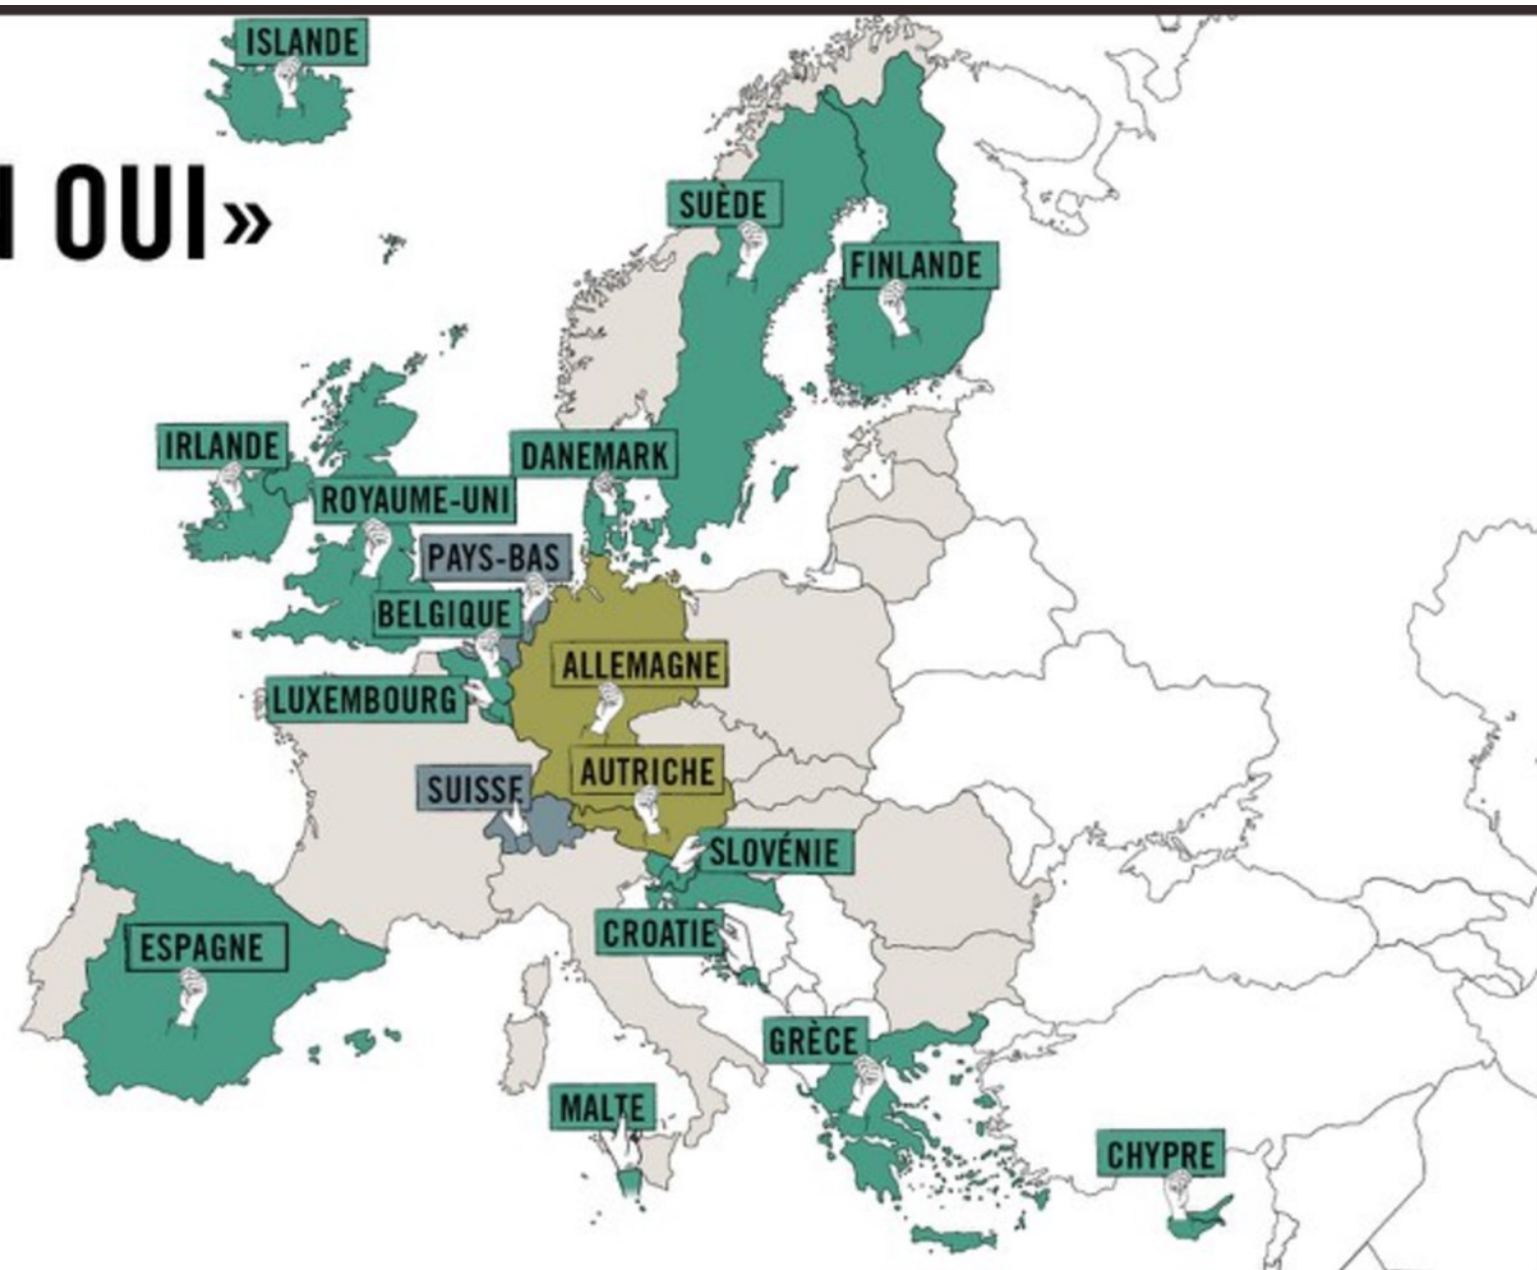 ISLANDE
OUI»
SUÈDE
FINLANDE
IRLANDE
DANEMARK
ROYAUME-UNI
PAYS-BAS
BELGIQUE
ALLEMAGNE
LUXEMBOURG
AUTRICHE
SUISSE
SLOVÉNIE
CROATIE
ESPAGNE
GRÈCE
MALTE
CHYPRE